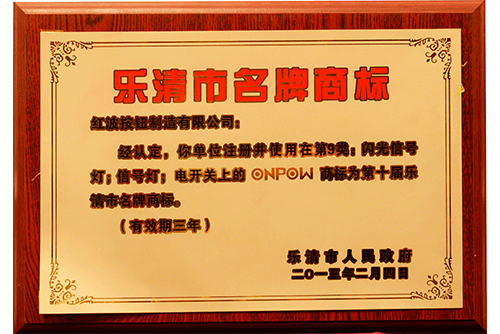 乐清市名牌商标
红波按钮制造有限公司：
经认定，你单位注册并使用在第9类：闪光信号
灯；信号灯；电开关上的 ONPOW 商标为第十届乐
清市名牌商标。
（有效期三年）
乐清市人民政府
二〇一五年二月四日